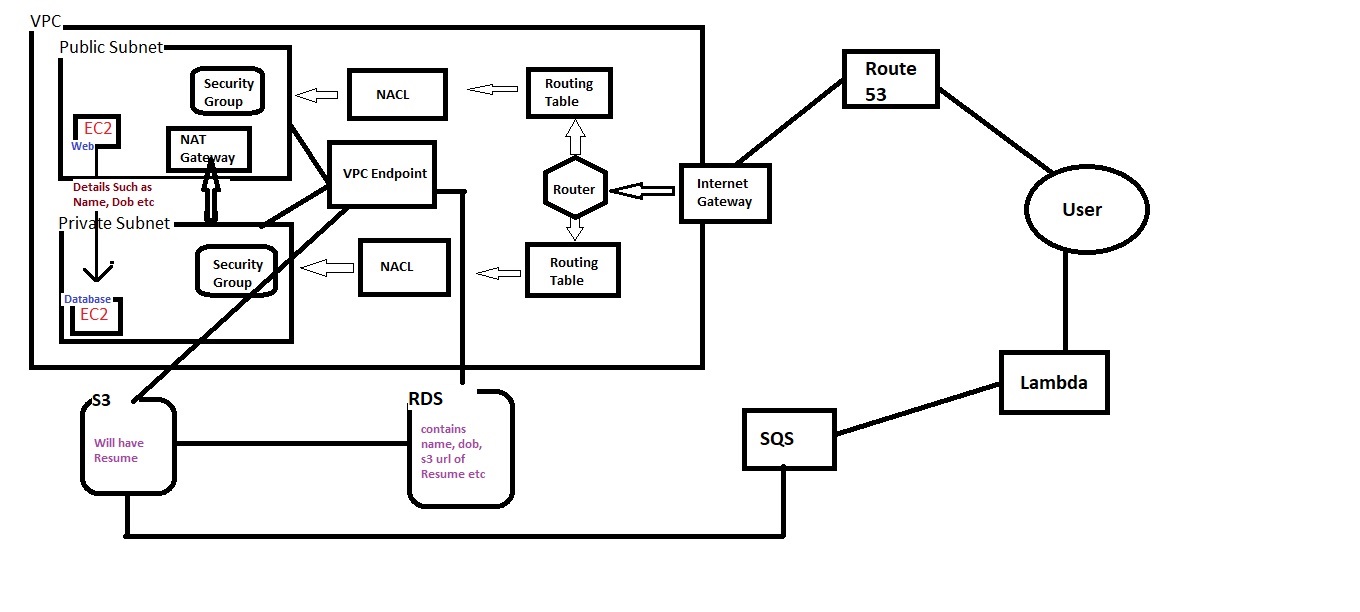 VPC
Public Subnet
Security
Group
NACL
Routing
Table
Route
53
EC2
Web
NAT
Gateway
VPC Endpoint
Router
Internet
Gateway
User
Details Such as
Name, Dob etc
Private Subnet
Security
Group
NACL
Routing
Table
Database
EC2
Lambda
S3
Will have
Resume
RDS
contains
name, dob,
s3 url of
Resume etc
SQS